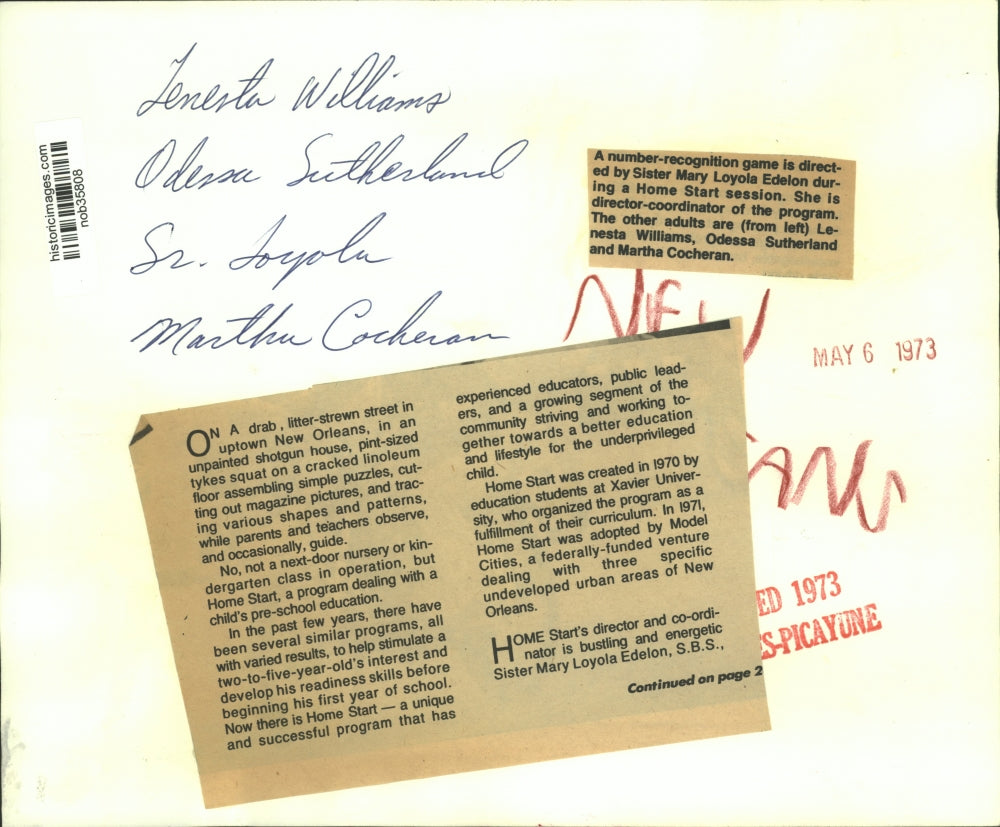 Lenesta Williams
Odessa Sutherland
Sr. Loyola
Martha Cocheran
historicimages.com
nob35808
A number-recognition game is direct-
ed by Sister Mary Loyola Edelon dur-
ing a Home Start session. She is
director-coordinator of the program.
The other adults are (from left) Le-
nesta Williams, Odessa Sutherland
and Martha Cocheran.
NEW
MAY 6 1973
ON A drab, litter-strewn street in
uptown New Orleans, in an
unpainted shotgun house, pint-sized
tykes squat on a cracked linoleum
floor assembling simple puzzles, cut-
ting out magazine pictures, and trac-
ing various shapes and patterns,
while parents and teachers observe,
and occasionally, guide.
No, not a next-door nursery or kin-
dergarten class in operation, but
Home Start, a program dealing with a
child's pre-school education.
In the past few years, there have
been several similar programs, all
with varied results, to help stimulate a
two-to-five-year-old's interest and
develop his readiness skills before
beginning his first year of school.
Now there is Home Start — a unique
and successful program that has
experienced educators, public lead-
ers, and a growing segment of the
community striving and working to-
gether towards a better education
and lifestyle for the underprivileged
child.
Home Start was created in 1970 by
education students at Xavier Univer-
sity, who organized the program as a
fulfillment of their curriculum. In 1971,
Home Start was adopted by Model
Cities, a federally-funded venture
dealing with three specific
undeveloped urban areas of New
Orleans.
HOME Start's director and co-ordi-
nator is bustling and energetic
Sister Mary Loyola Edelon, S.B.S.,
Continued on page 2
ED 1973
S-PICAYUNE